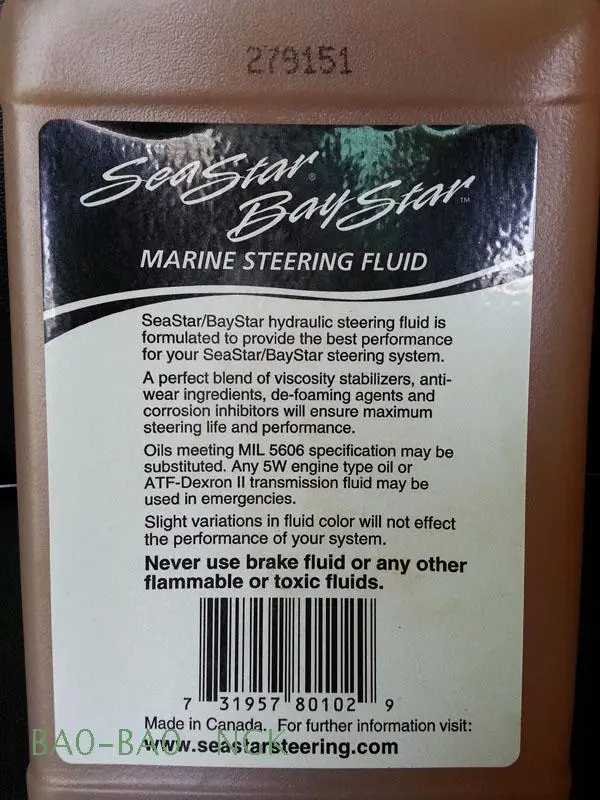 279151
SeaStar®
BayStar™
MARINE STEERING FLUID
SeaStar/BayStar hydraulic steering fluid is
formulated to provide the best performance
for your SeaStar/BayStar steering system.
A perfect blend of viscosity stabilizers, anti-
wear ingredients, de-foaming agents and
corrosion inhibitors will ensure maximum
steering life and performance.
Oils meeting MIL 5606 specification may be
substituted. Any 5W engine type oil or
ATF-Dexron II transmission fluid may be
used in emergencies.
Slight variations in fluid color will not effect
the performance of your system.
Never use brake fluid or any other
flammable or toxic fluids.
7 31957 80102 9
Made in Canada. For further information visit:
www.seastarsteering.com
BAO-BAO NGK